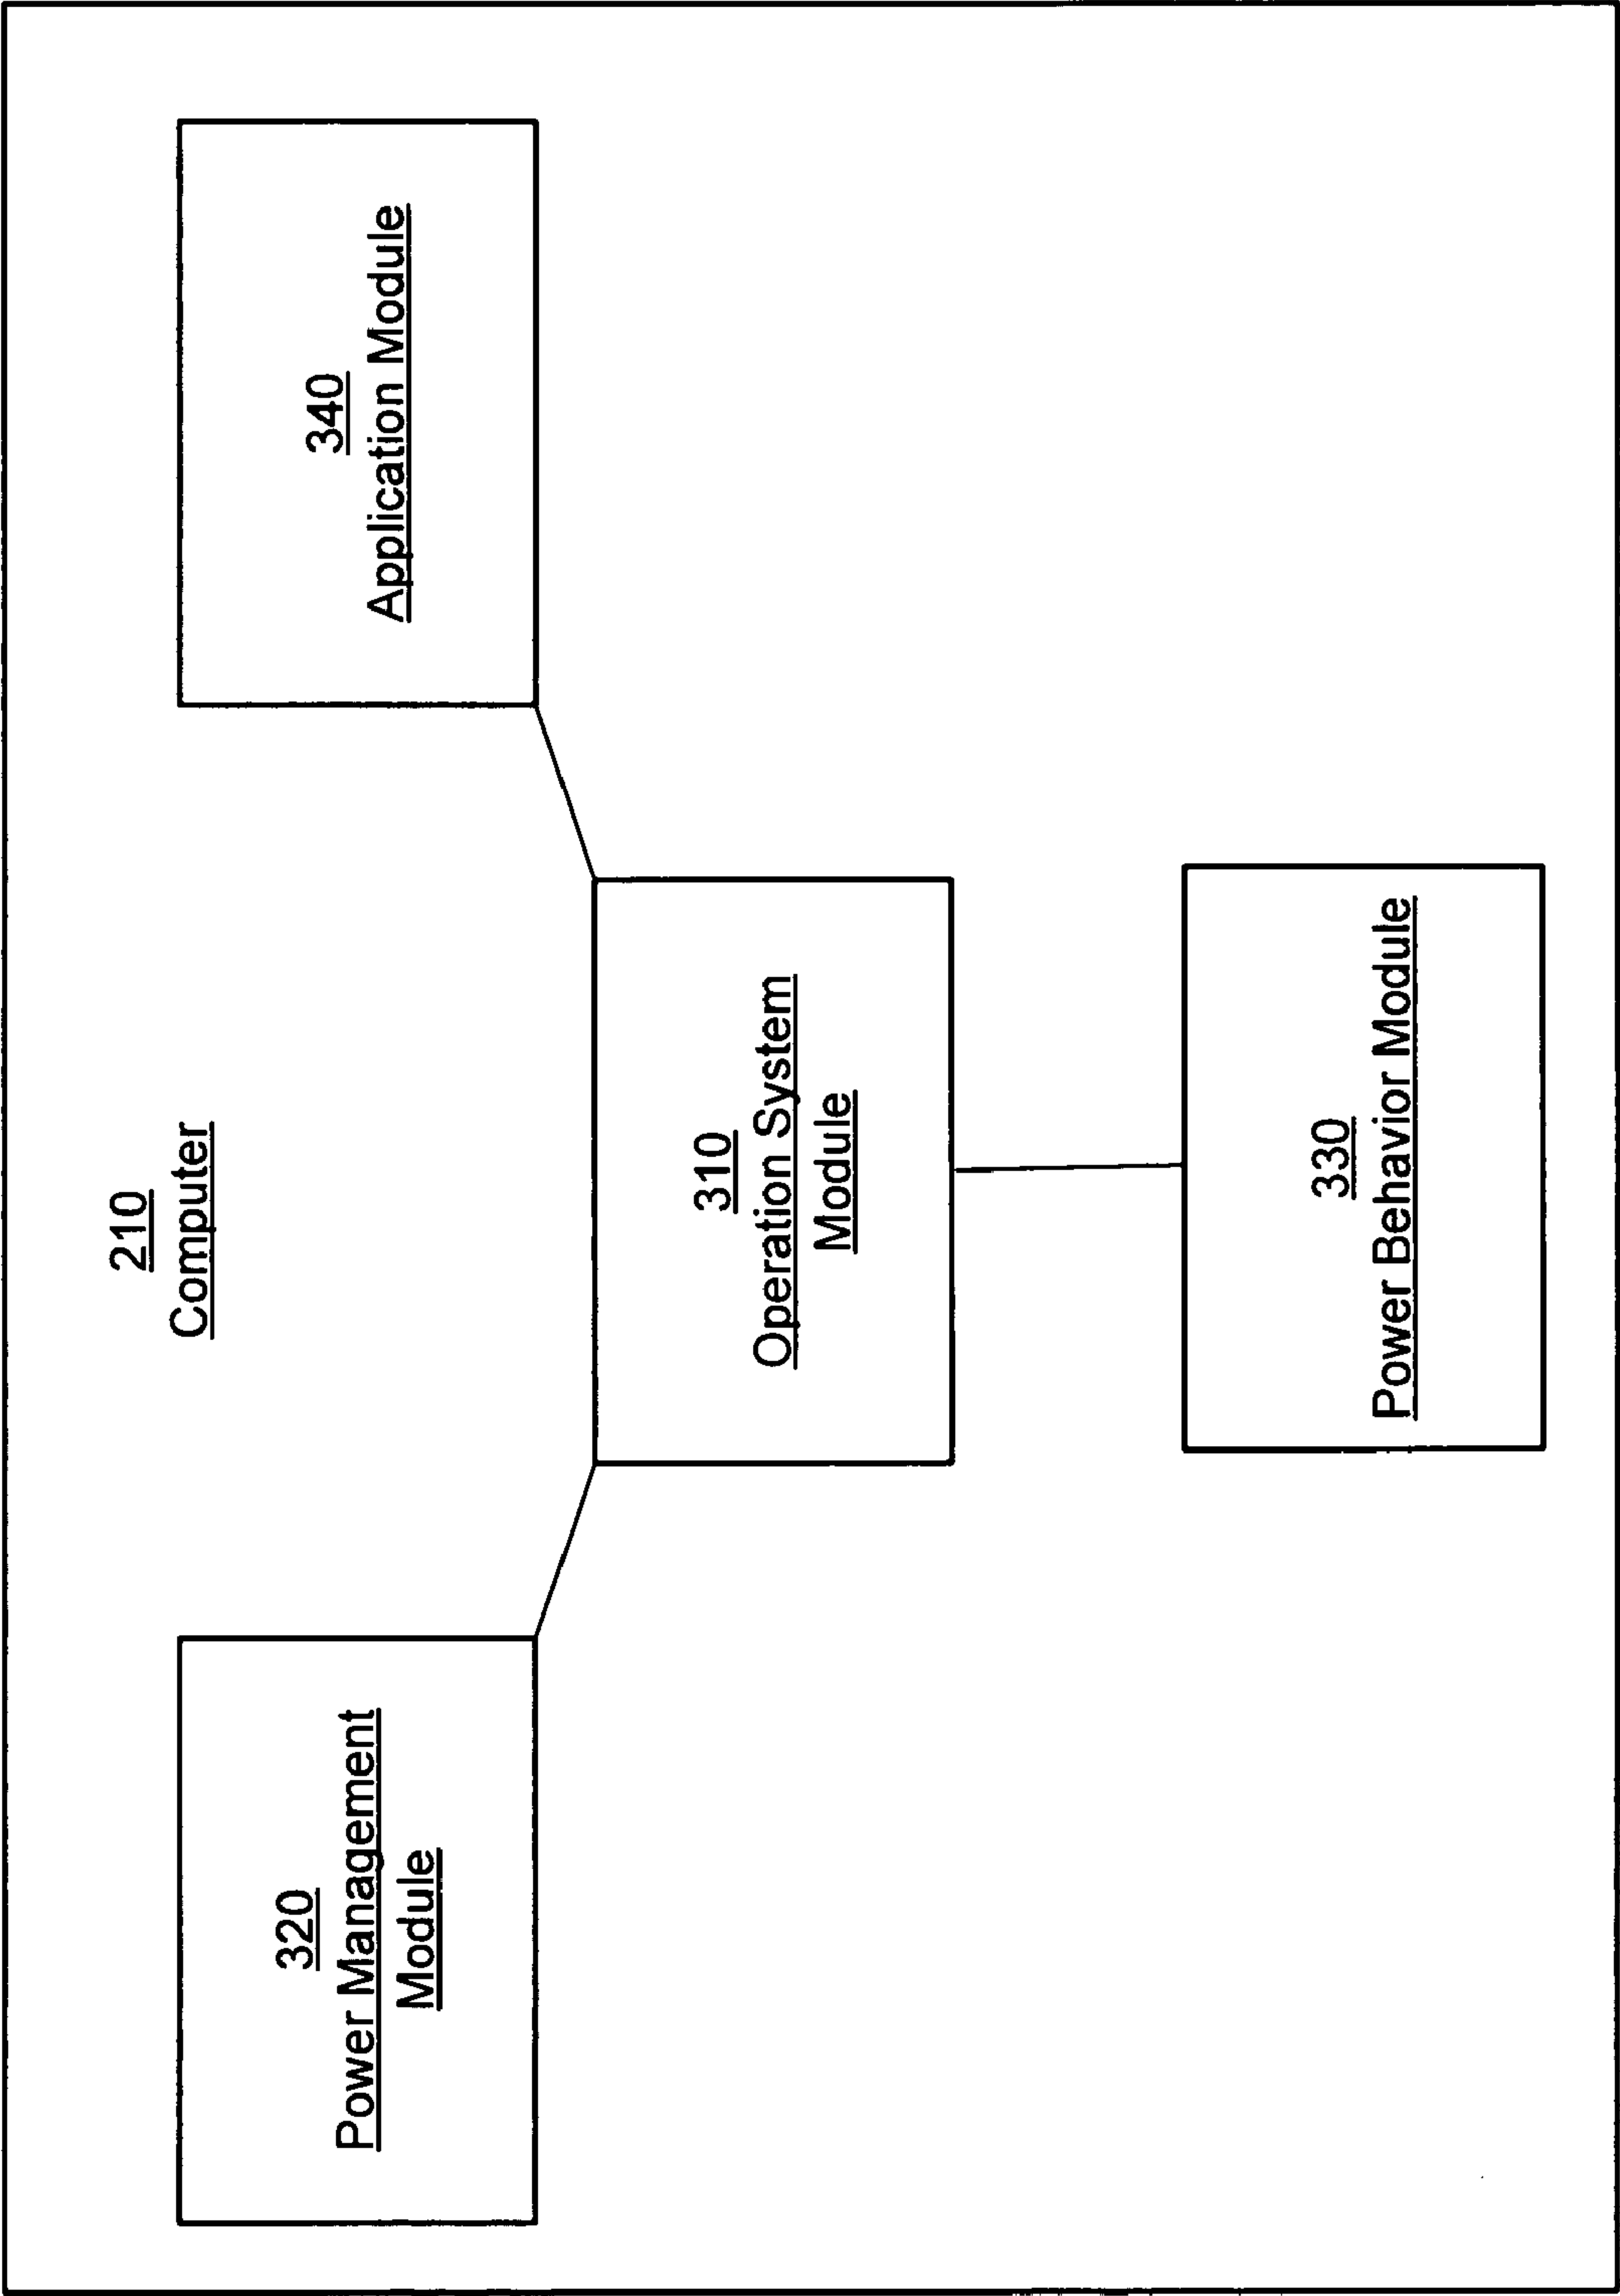 210
Computer
320
Power Management
Module
340
Application Module
310
Operation System
Module
330
Power Behavior Module